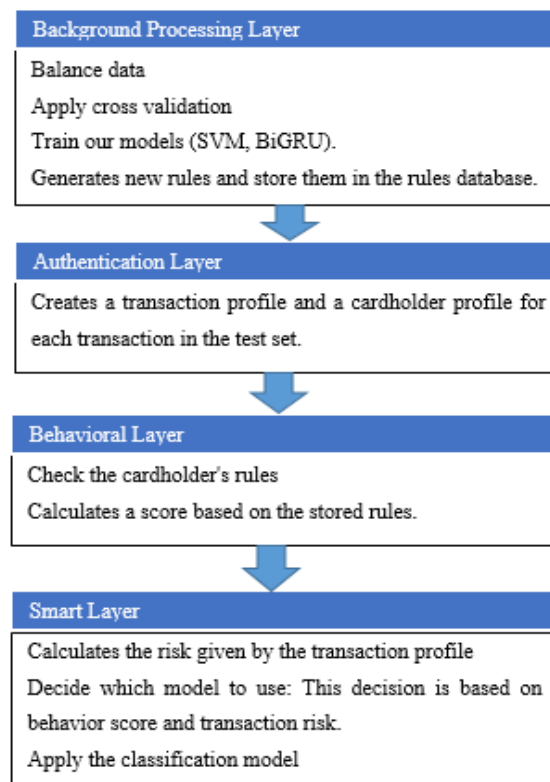 Background Processing Layer
Balance data
Apply cross validation
Train our models (SVM, BiGRU).
Generates new rules and store them in the rules database.
Authentication Layer
Creates a transaction profile and a cardholder profile for
each transaction in the test set.
Behavioral Layer
Check the cardholder's rules
Calculates a score based on the stored rules.
Smart Layer
Calculates the risk given by the transaction profile
Decide which model to use: This decision is based on
behavior score and transaction risk.
Apply the classification model